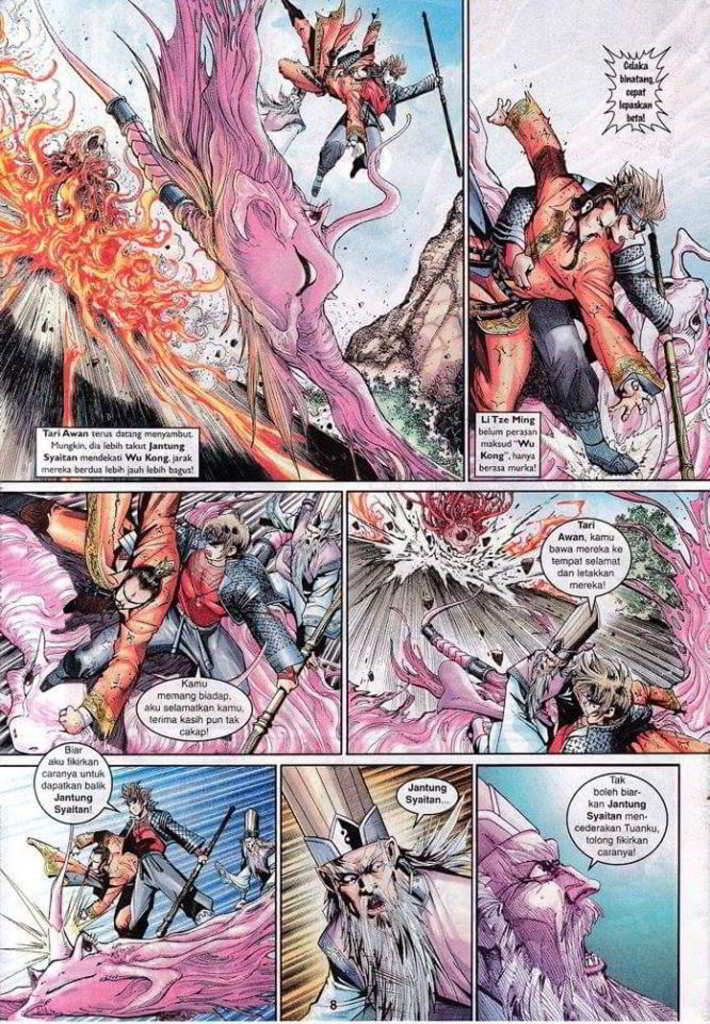 Celaka
binatang
cepat
lepaskan
beta!
Tari Awan terus datang menyambut.
Mungkin, dia lebih takut Jantung
Syaitan mendekati Wu Kong, jarak
mereka berdua lebih jauh lebih bagus!
Li Tze Ming
belum perasan
maksud "Wu
Kong", hanya
berasa murka!
Kamu
memang biadap,
aku selamatkan kamu,
terima kasih pun tak
cakap!
Tari
Awan, kamu
bawa mereka ke
tempat selamat
dan letakkan
mereka!
Biar
aku fikirkan
caranya untuk
dapatkan balik
Jantung
Syaitan!
Jantung
Syaitan...
Tak
boleh biar-
kan Jantung
Syaitan men-
cederakan Tuanku,
tolong fikirkan
caranya!
8